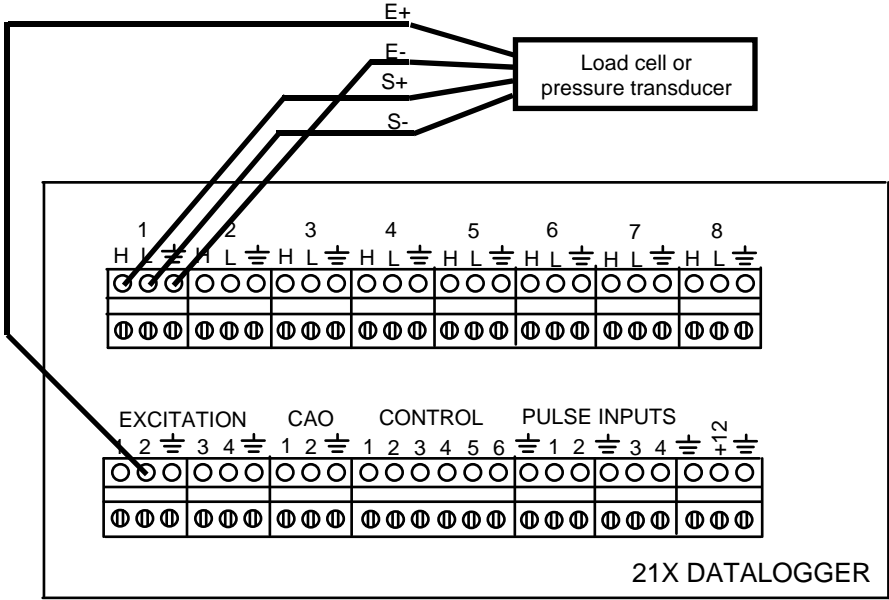 E+
E-
S+
S-
Load cell or
pressure transducer
1 2 3 4 5 6 7 8
H L H L H L H L H L H L H L H L
EXCITATION CAO CONTROL PULSE INPUTS
1 2 3 4 1 2 1 2 3 4 5 6 1 2 3 4 +12
21X DATALOGGER